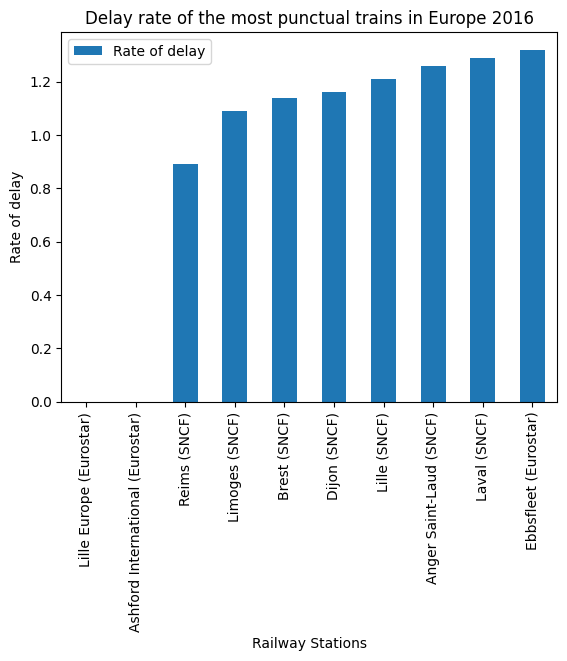 Delay rate of the most punctual trains in Europe 2016
Rate of delay
Rate of delay
1.2
1.0
0.8
0.6
0.4
0.2
0.0
Lille Europe (Eurostar)
Ashford International (Eurostar)
Reims (SNCF)
Limoges (SNCF)
Brest (SNCF)
Dijon (SNCF)
Lille (SNCF)
Anger Saint-Laud (SNCF)
Laval (SNCF)
Ebbsfleet (Eurostar)
Railway Stations